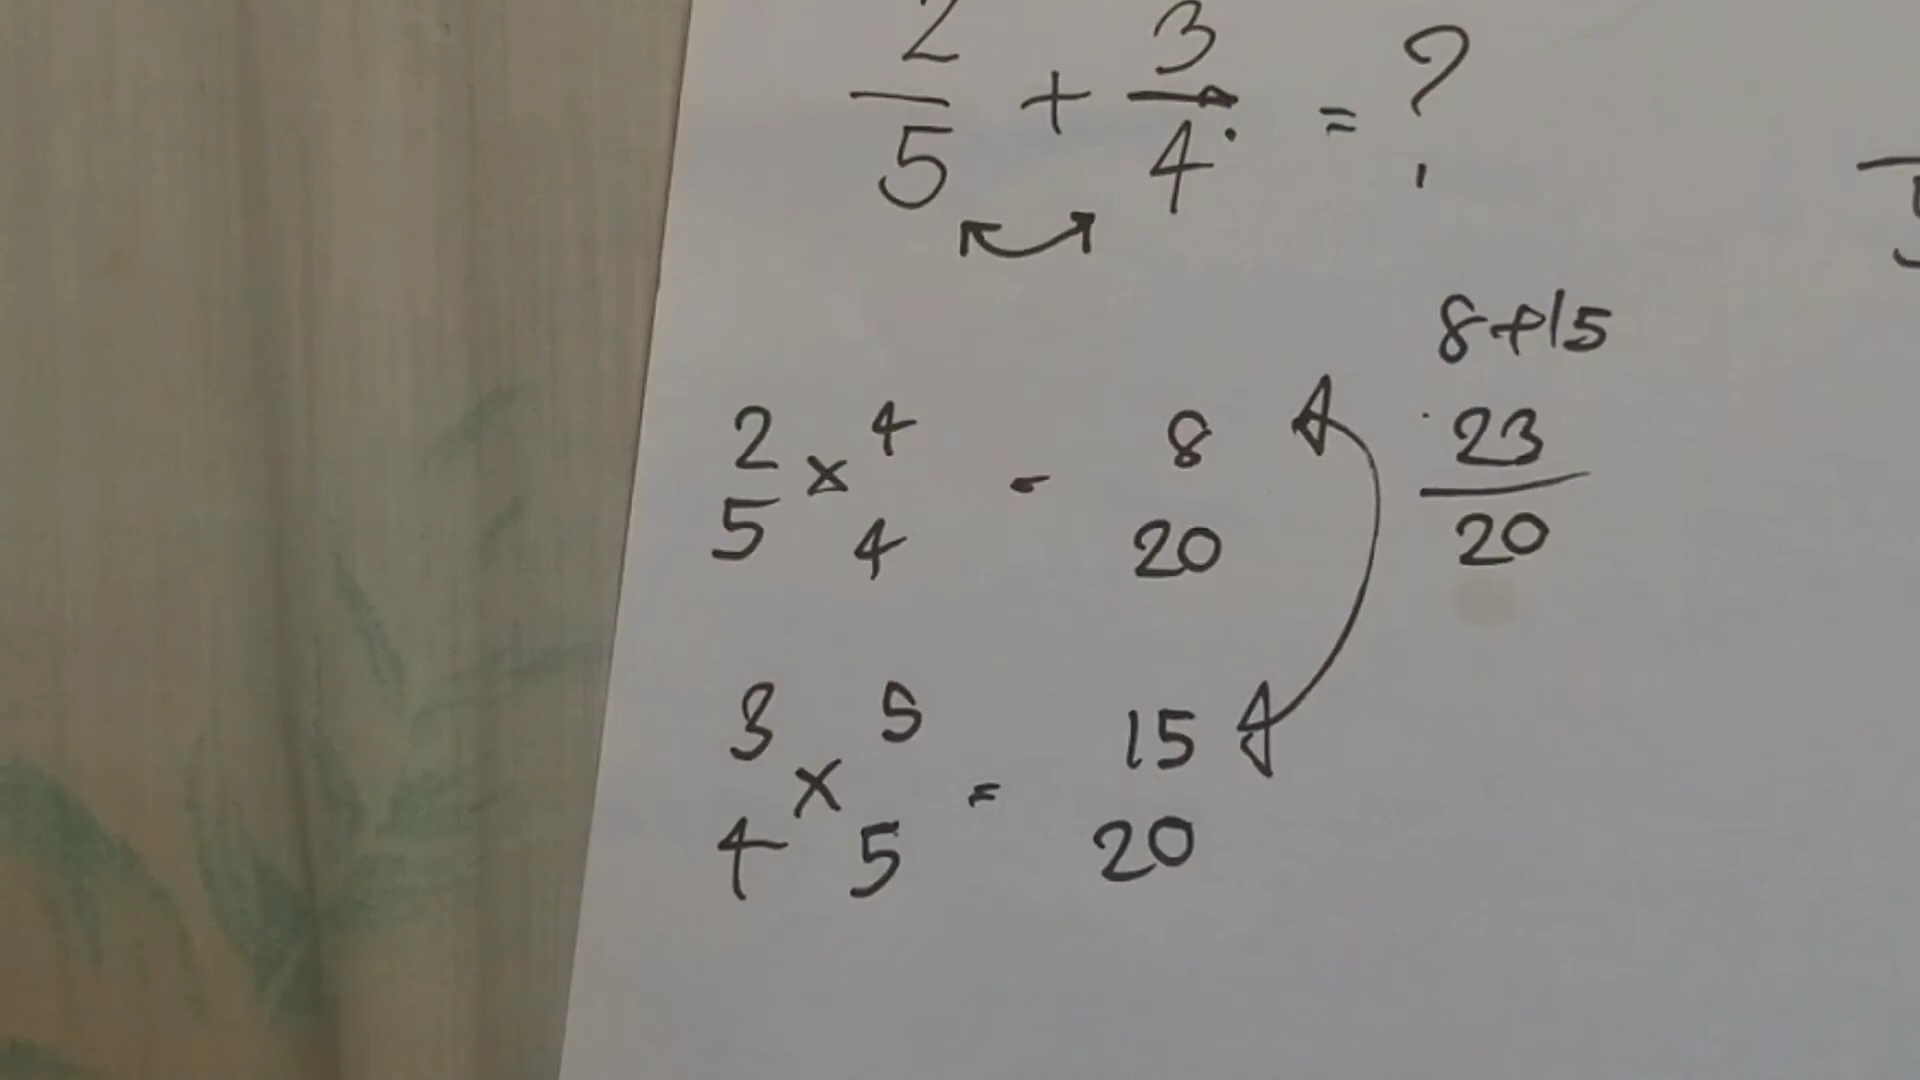 2/5 + 3/4 = ?
8+15
2/5 × 4/4 = 8/20
23/20
3/4 × 5/5 = 15/20